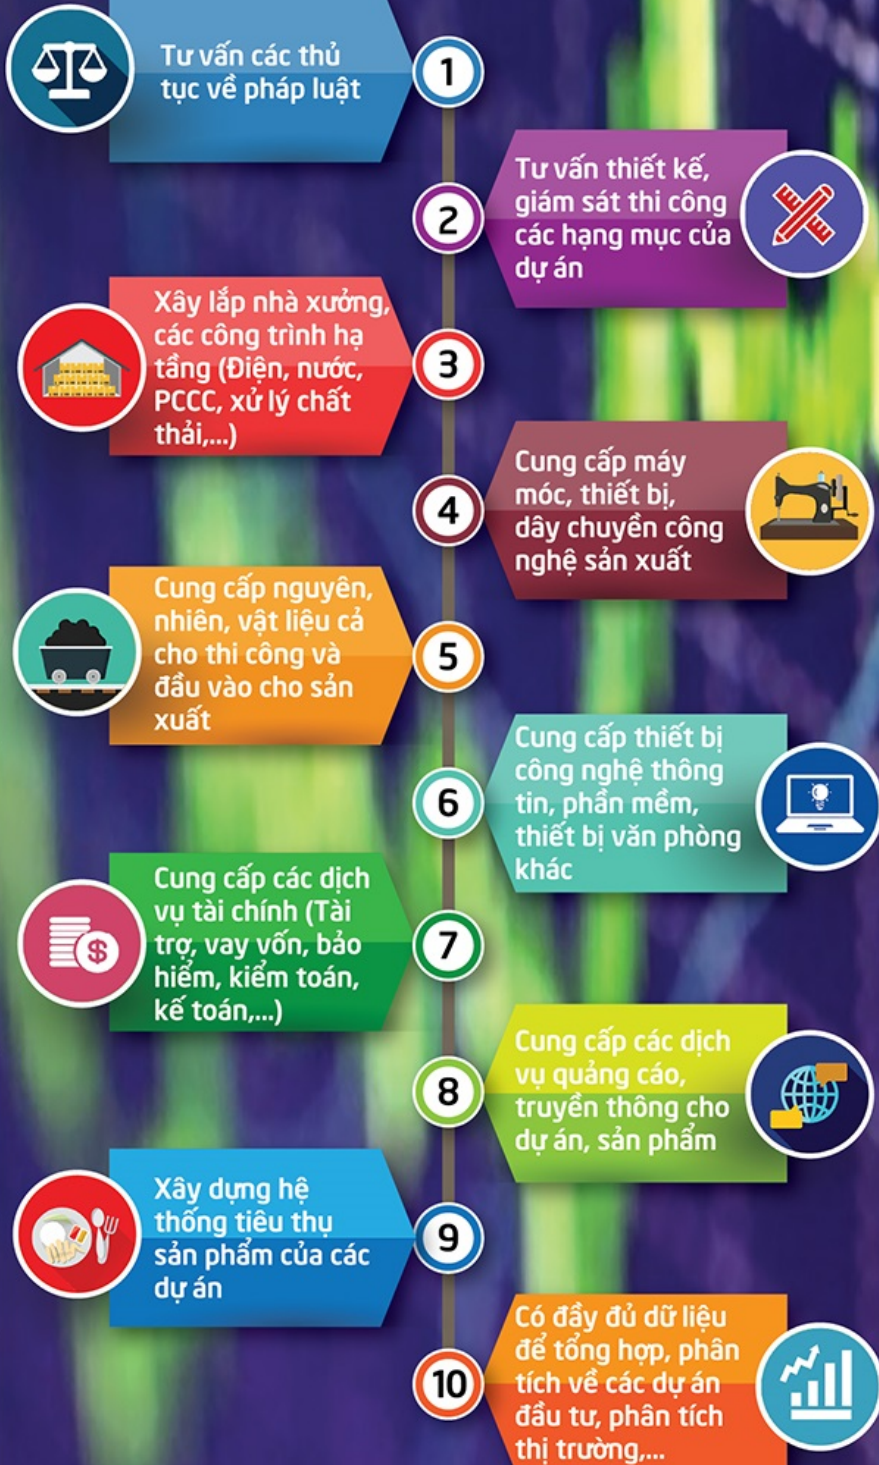 Tư vấn các thủ
tục về pháp luật
1
2
Tư vấn thiết kế,
giám sát thi công
các hạng mục của
dự án
Xây lắp nhà xưởng,
các công trình hạ
tầng (Điện, nước,
PCCC, xử lý chất
thải,...)
3
4
Cung cấp máy
móc, thiết bị,
dây chuyền công
nghệ sản xuất
Cung cấp nguyên,
nhiên, vật liệu cả
cho thi công và
đầu vào cho sản
xuất
5
6
Cung cấp thiết bị
công nghệ thông
tin, phần mềm,
thiết bị văn phòng
khác
Cung cấp các dịch
vụ tài chính (Tài
trợ, vay vốn, bảo
hiểm, kiểm toán,
kế toán,...)
7
$
8
Cung cấp các dịch
vụ quảng cáo,
truyền thông cho
dự án, sản phẩm
Xây dựng hệ
thống tiêu thụ
sản phẩm của các
dự án
9
10
Có đầy đủ dữ liệu
để tổng hợp, phân
tích về các dự án
đầu tư, phân tích
thị trường,...